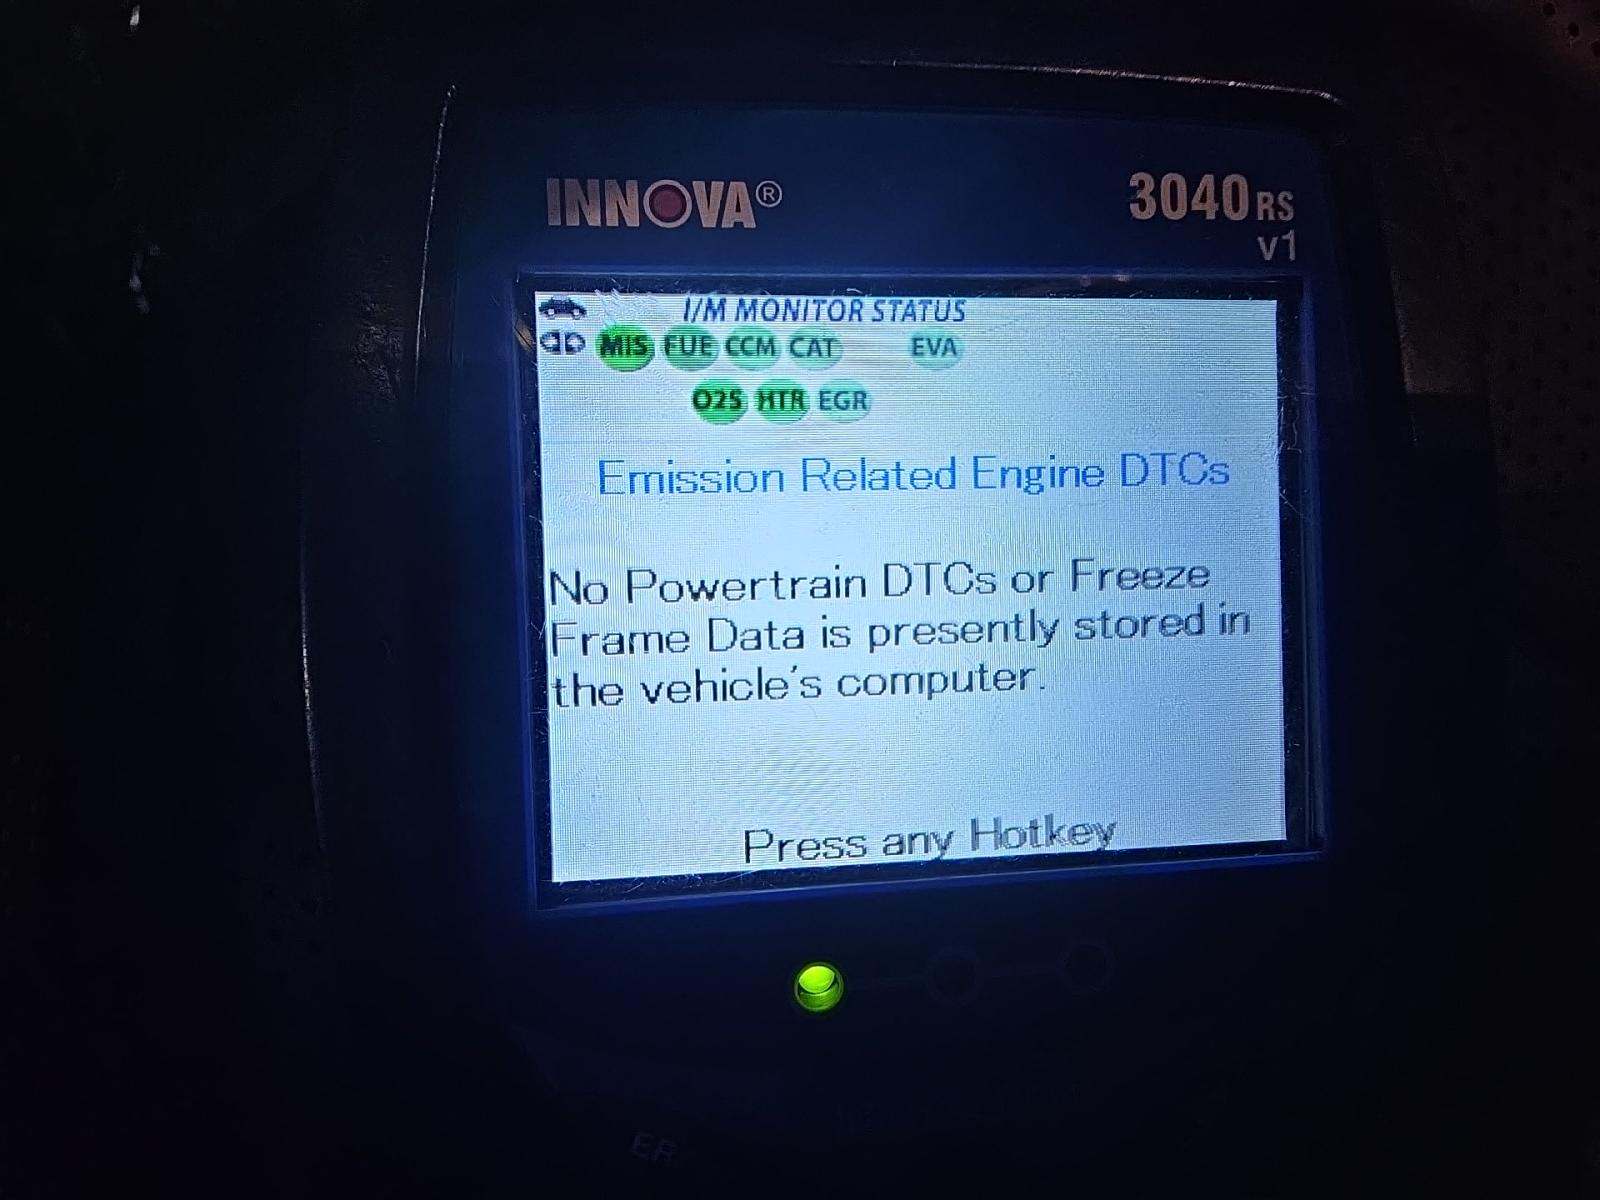 INNOVA®
3040RS
v1
I/M MONITOR STATUS
MIS FUE CCM CAT EVA
O2S HTR EGR
Emission Related Engine DTCs
No Powertrain DTCs or Freeze
Frame Data is presently stored in
the vehicle's computer.
Press any Hotkey
ER